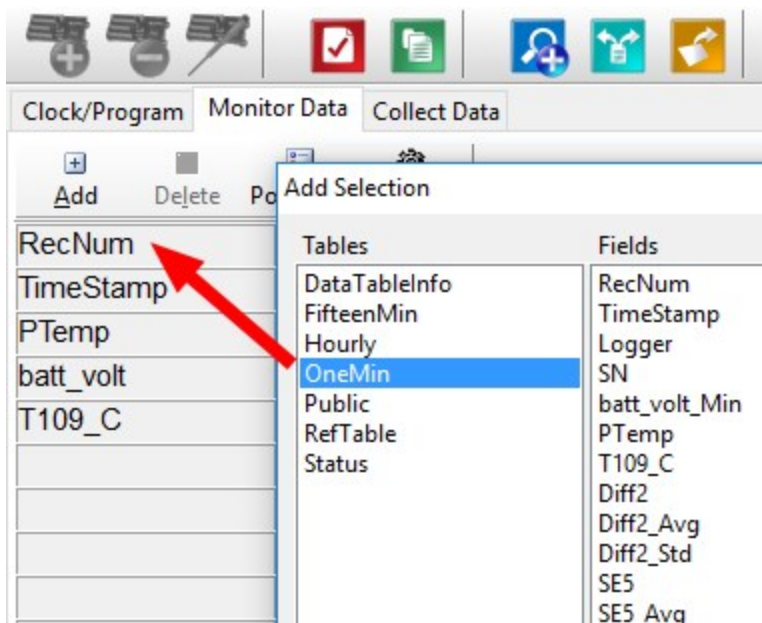 Clock/Program Monitor Data Collect Data
Add Delete Po
Add Selection
RecNum
TimeStamp
PTemp
batt_volt
T109_C
Tables
DataTableInfo
FifteenMin
Hourly
OneMin
Public
RefTable
Status
Fields
RecNum
TimeStamp
Logger
SN
batt_volt_Min
PTemp
T109_C
Diff2
Diff2_Avg
Diff2_Std
SE5
SE5_Avg